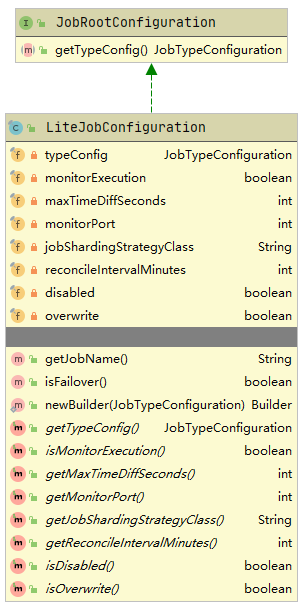 JobRootConfiguration
getTypeConfig() JobTypeConfiguration
LiteJobConfiguration
typeConfig JobTypeConfiguration
monitorExecution boolean
maxTimeDiffSeconds int
monitorPort int
jobShardingStrategyClass String
reconcileIntervalMinutes int
disabled boolean
overwrite boolean
getJobName() String
isFailover() boolean
newBuilder(JobTypeConfiguration) Builder
getTypeConfig() JobTypeConfiguration
isMonitorExecution() boolean
getMaxTimeDiffSeconds() int
getMonitorPort() int
getJobShardingStrategyClass() String
getReconcileIntervalMinutes() int
isDisabled() boolean
isOverwrite() boolean